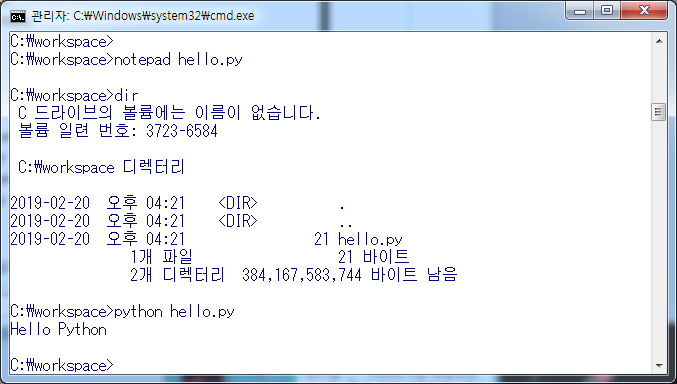 관리자: C:₩Windows₩system32₩cmd.exe
C:₩workspace>
C:₩workspace>notepad hello.py
C:₩workspace>dir
C 드라이브의 볼륨에는 이름이 없습니다.
볼륨 일련 번호: 3723-6584
C:₩workspace 디렉터리
2019-02-20 오후 04:21 <DIR> .
2019-02-20 오후 04:21 <DIR> ..
2019-02-20 오후 04:21 21 hello.py
1개 파일 21 바이트
2개 디렉터리 384,167,583,744 바이트 남음
C:₩workspace>python hello.py
Hello Python
C:₩workspace>